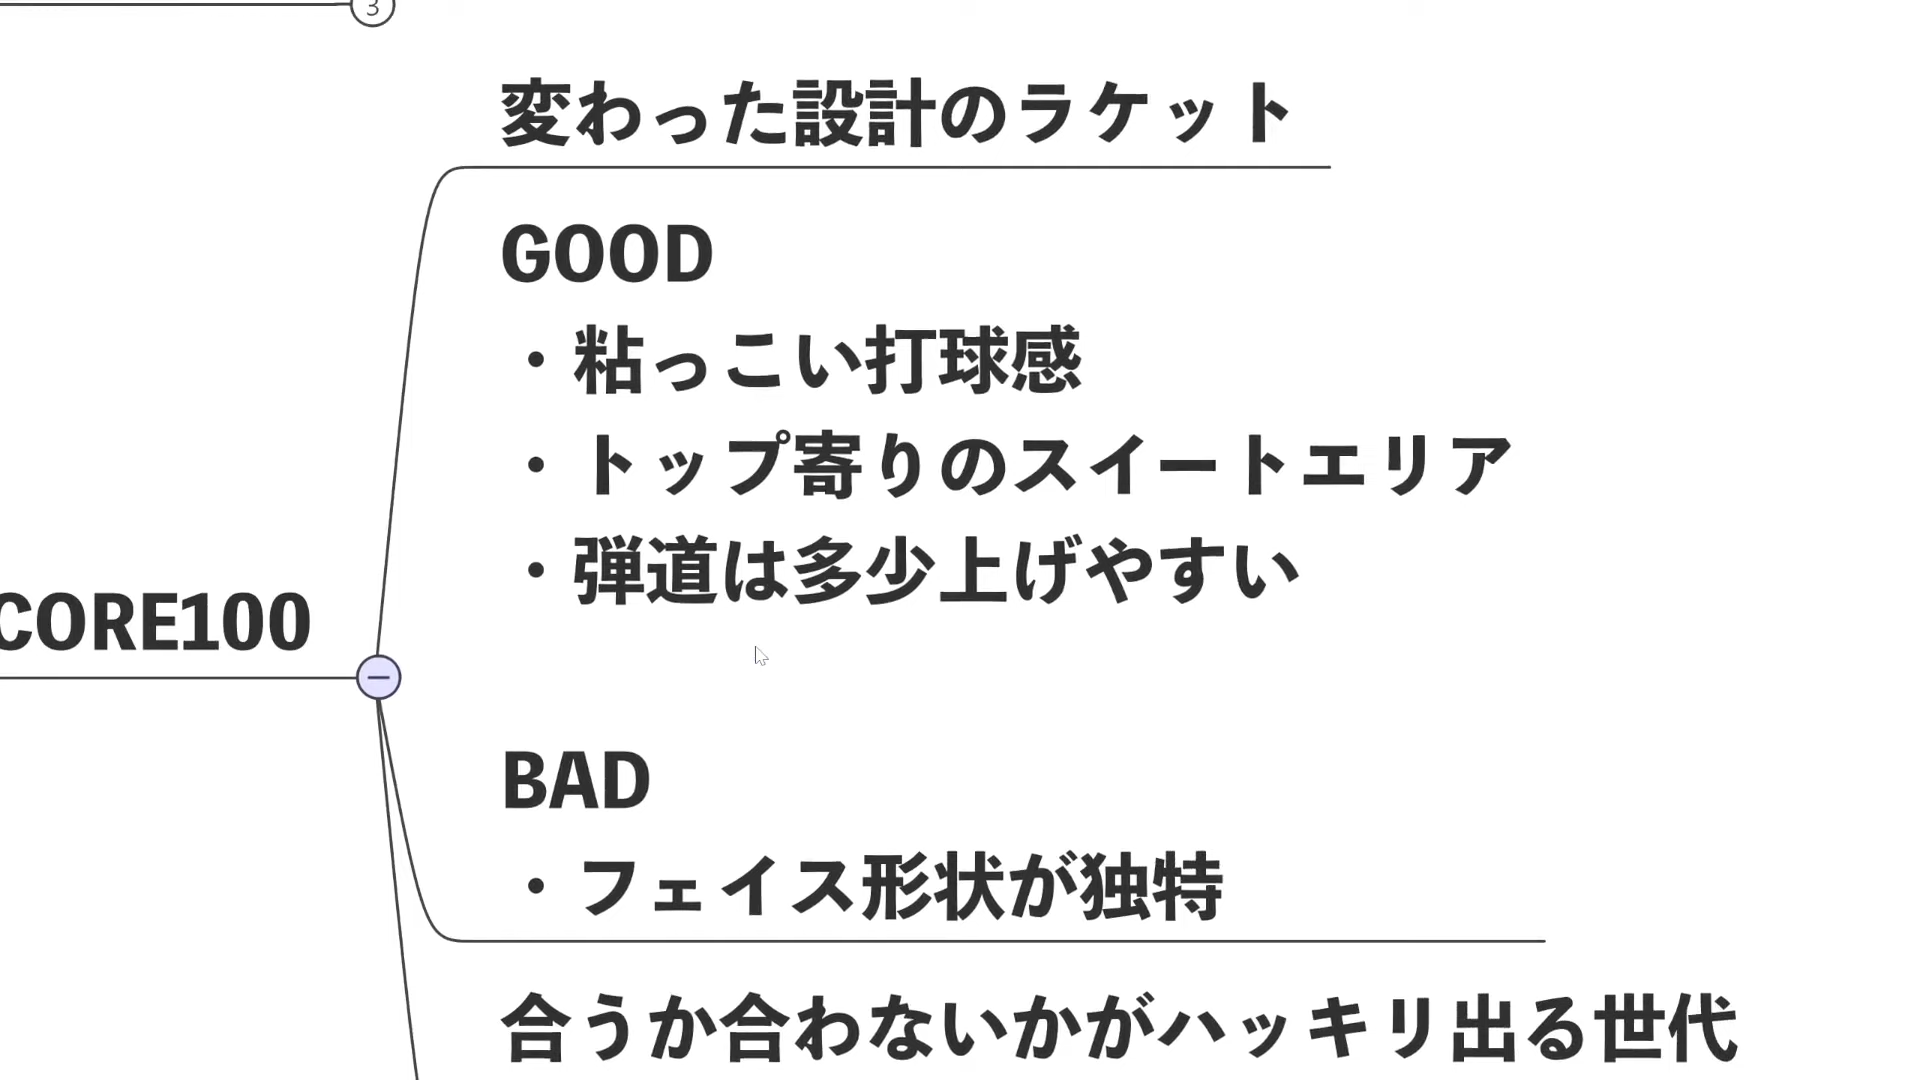 3
変わった設計のラケット
GOOD
・粘っこい打球感
・トップ寄りのスイートエリア
・弾道は多少上げやすい
CORE100
BAD
・フェイス形状が独特
合うか合わないかがハッキリ出る世代